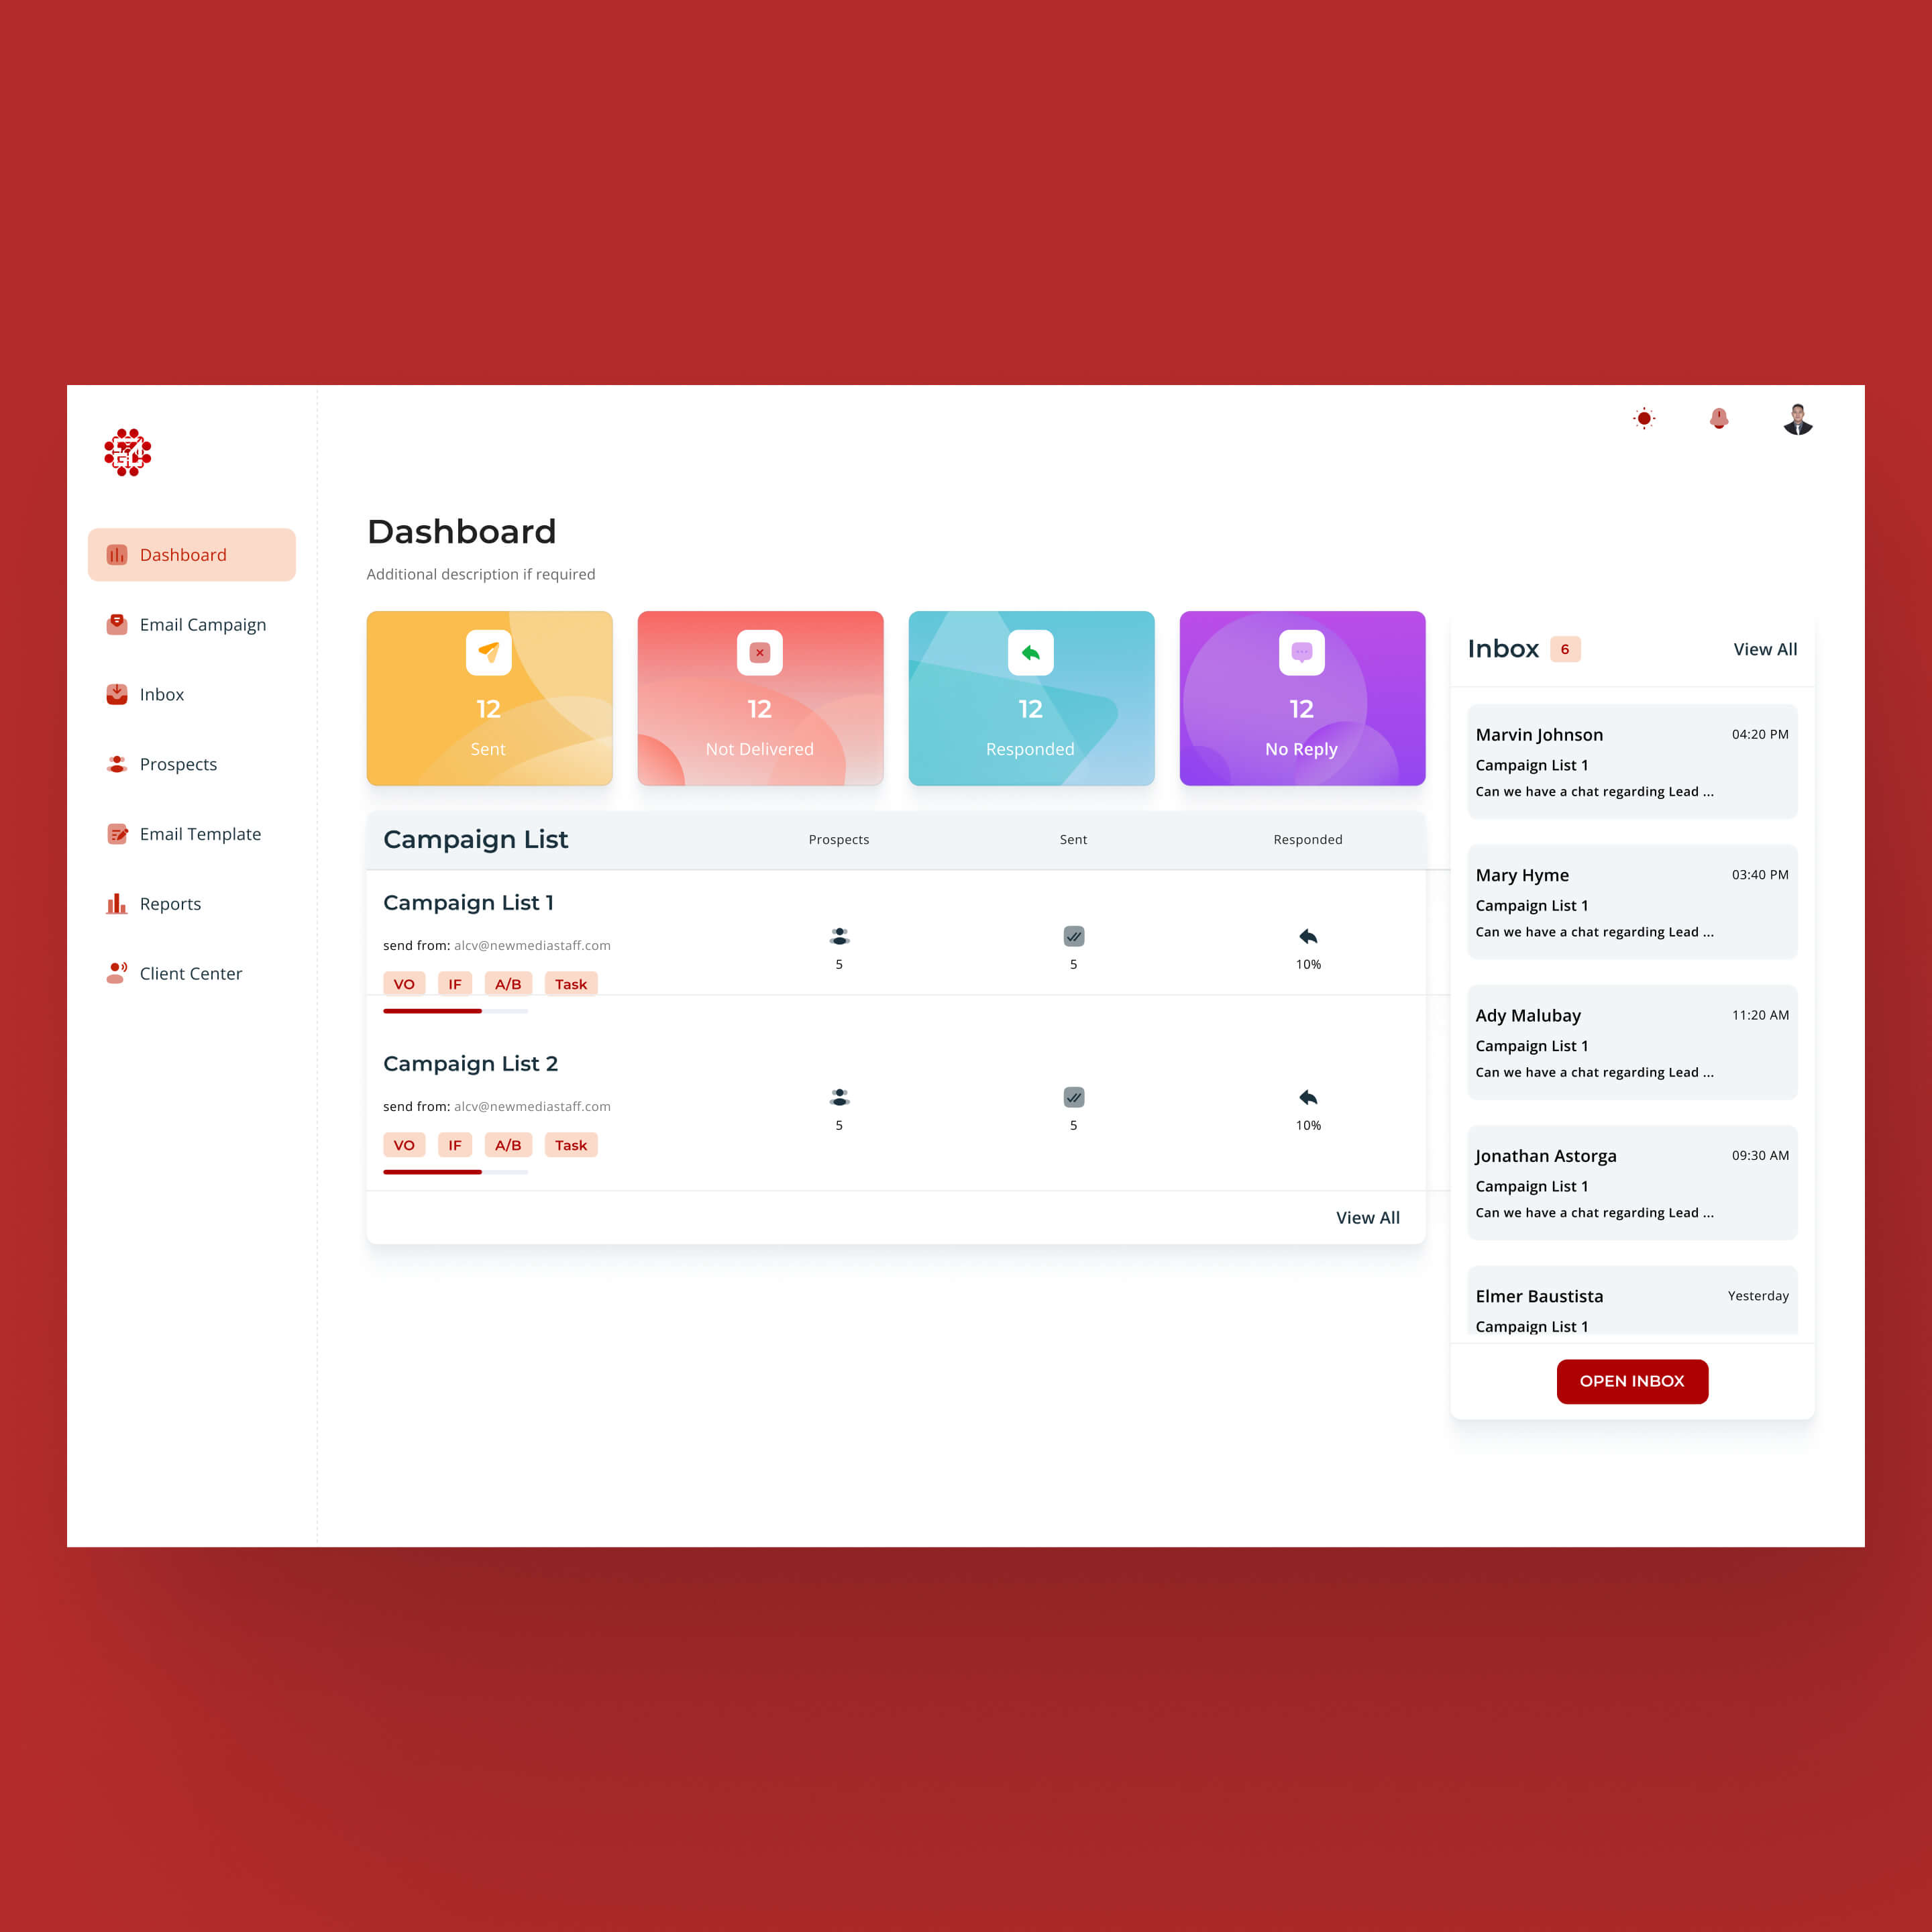 Dashboard
Email Campaign
Inbox
Prospects
Email Template
Reports
Client Center
Dashboard
Additional description if required
12
Sent
12
Not Delivered
12
Responded
12
No Reply
Campaign List Prospects Sent Responded
Campaign List 1
send from: alcv@newmediastaff.com
5 5 10%
VO IF A/B Task
Campaign List 2
send from: alcv@newmediastaff.com
5 5 10%
VO IF A/B Task
View All
Inbox 6 View All
Marvin Johnson 04:20 PM
Campaign List 1
Can we have a chat regarding Lead ...
Mary Hyme 03:40 PM
Campaign List 1
Can we have a chat regarding Lead ...
Ady Malubay 11:20 AM
Campaign List 1
Can we have a chat regarding Lead ...
Jonathan Astorga 09:30 AM
Campaign List 1
Can we have a chat regarding Lead ...
Elmer Baustista Yesterday
Campaign List 1
OPEN INBOX